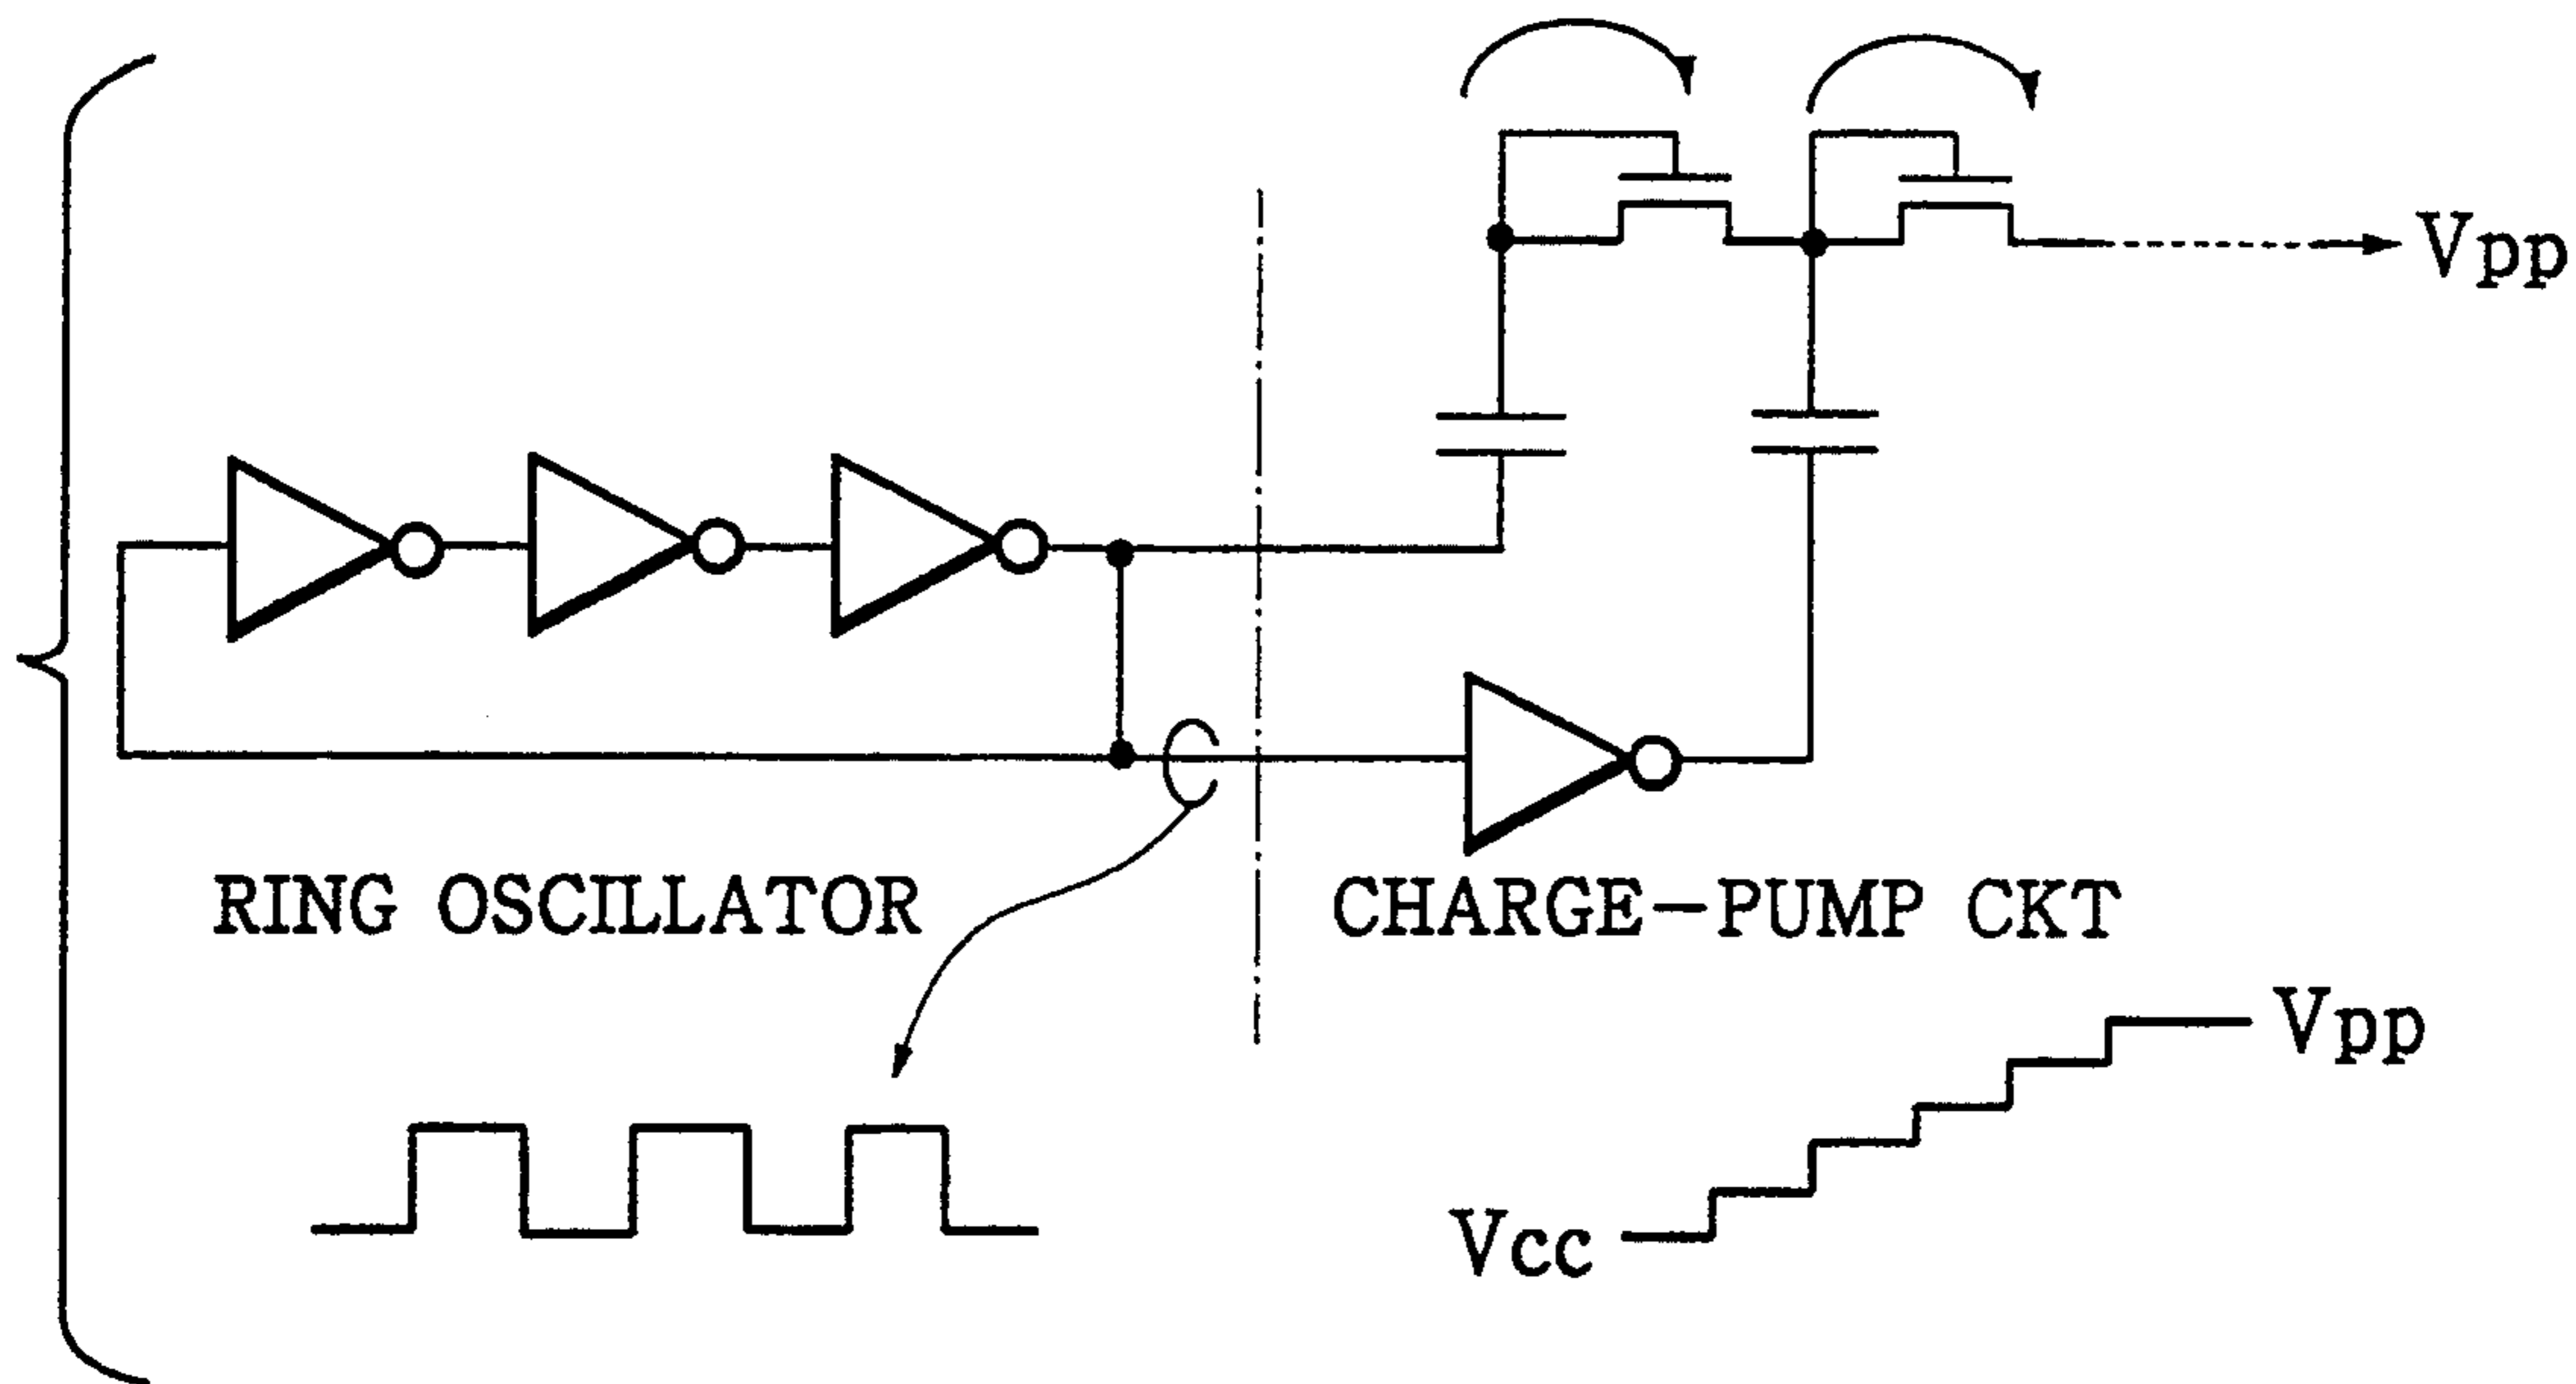 Vpp
RING OSCILLATOR
CHARGE-PUMP CKT
Vpp
Vcc